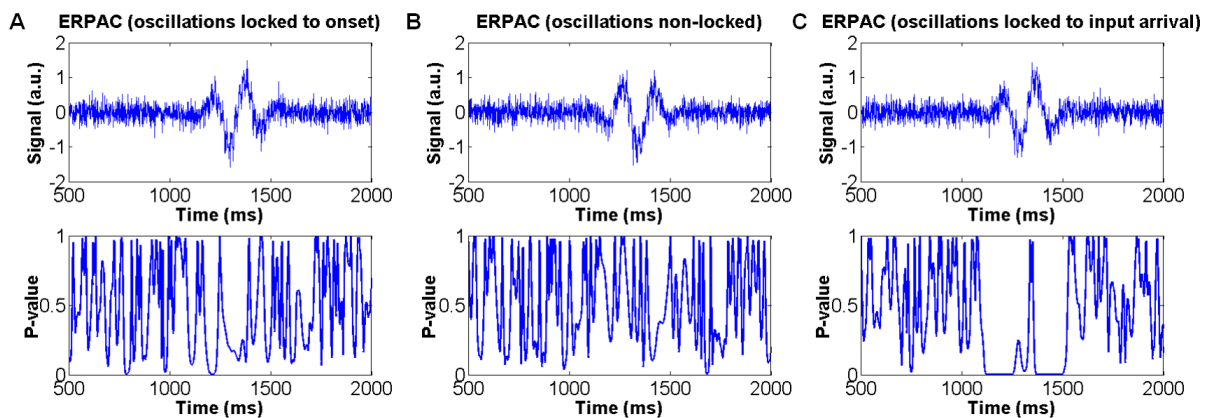 A ERPAC (oscillations locked to onset)
2
1
0
-1
-2
Signal (a.u.)
500 1000 1500 2000
Time (ms)
1
0.5
0
P-value
500 1000 1500 2000
Time (ms)
B ERPAC (oscillations non-locked)
2
1
0
-1
-2
Signal (a.u.)
500 1000 1500 2000
Time (ms)
1
0.5
0
P-value
500 1000 1500 2000
Time (ms)
C ERPAC (oscillations locked to input arrival)
2
1
0
-1
-2
Signal (a.u.)
500 1000 1500 2000
Time (ms)
1
0.5
0
P-value
500 1000 1500 2000
Time (ms)